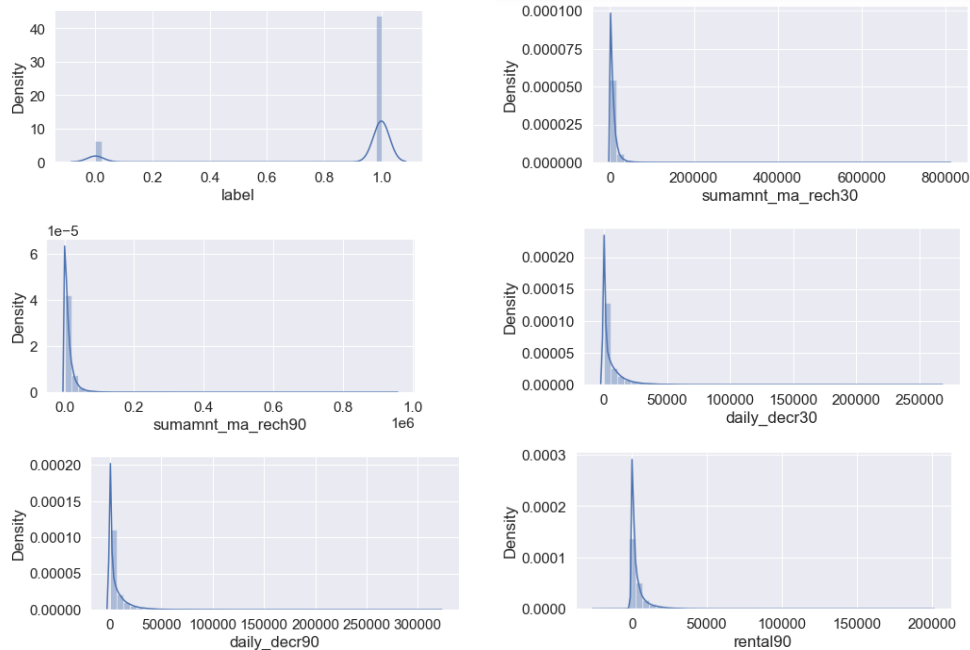 40
30
20
10
0
Density
0.0 0.2 0.4 0.6 0.8 1.0
label
0.000100
0.000075
0.000050
0.000025
0.000000
Density
0 200000 400000 600000 800000
sumamnt_ma_rech30
1e−5
6
4
2
0
Density
0.0 0.2 0.4 0.6 0.8 1.0
1e6
sumamnt_ma_rech90
0.00020
0.00015
0.00010
0.00005
0.00000
Density
0 50000 100000 150000 200000 250000
daily_decr30
0.00020
0.00015
0.00010
0.00005
0.00000
Density
0 50000 100000 150000 200000 250000 300000
daily_decr90
0.0003
0.0002
0.0001
0.0000
Density
0 50000 100000 150000 200000
rental90